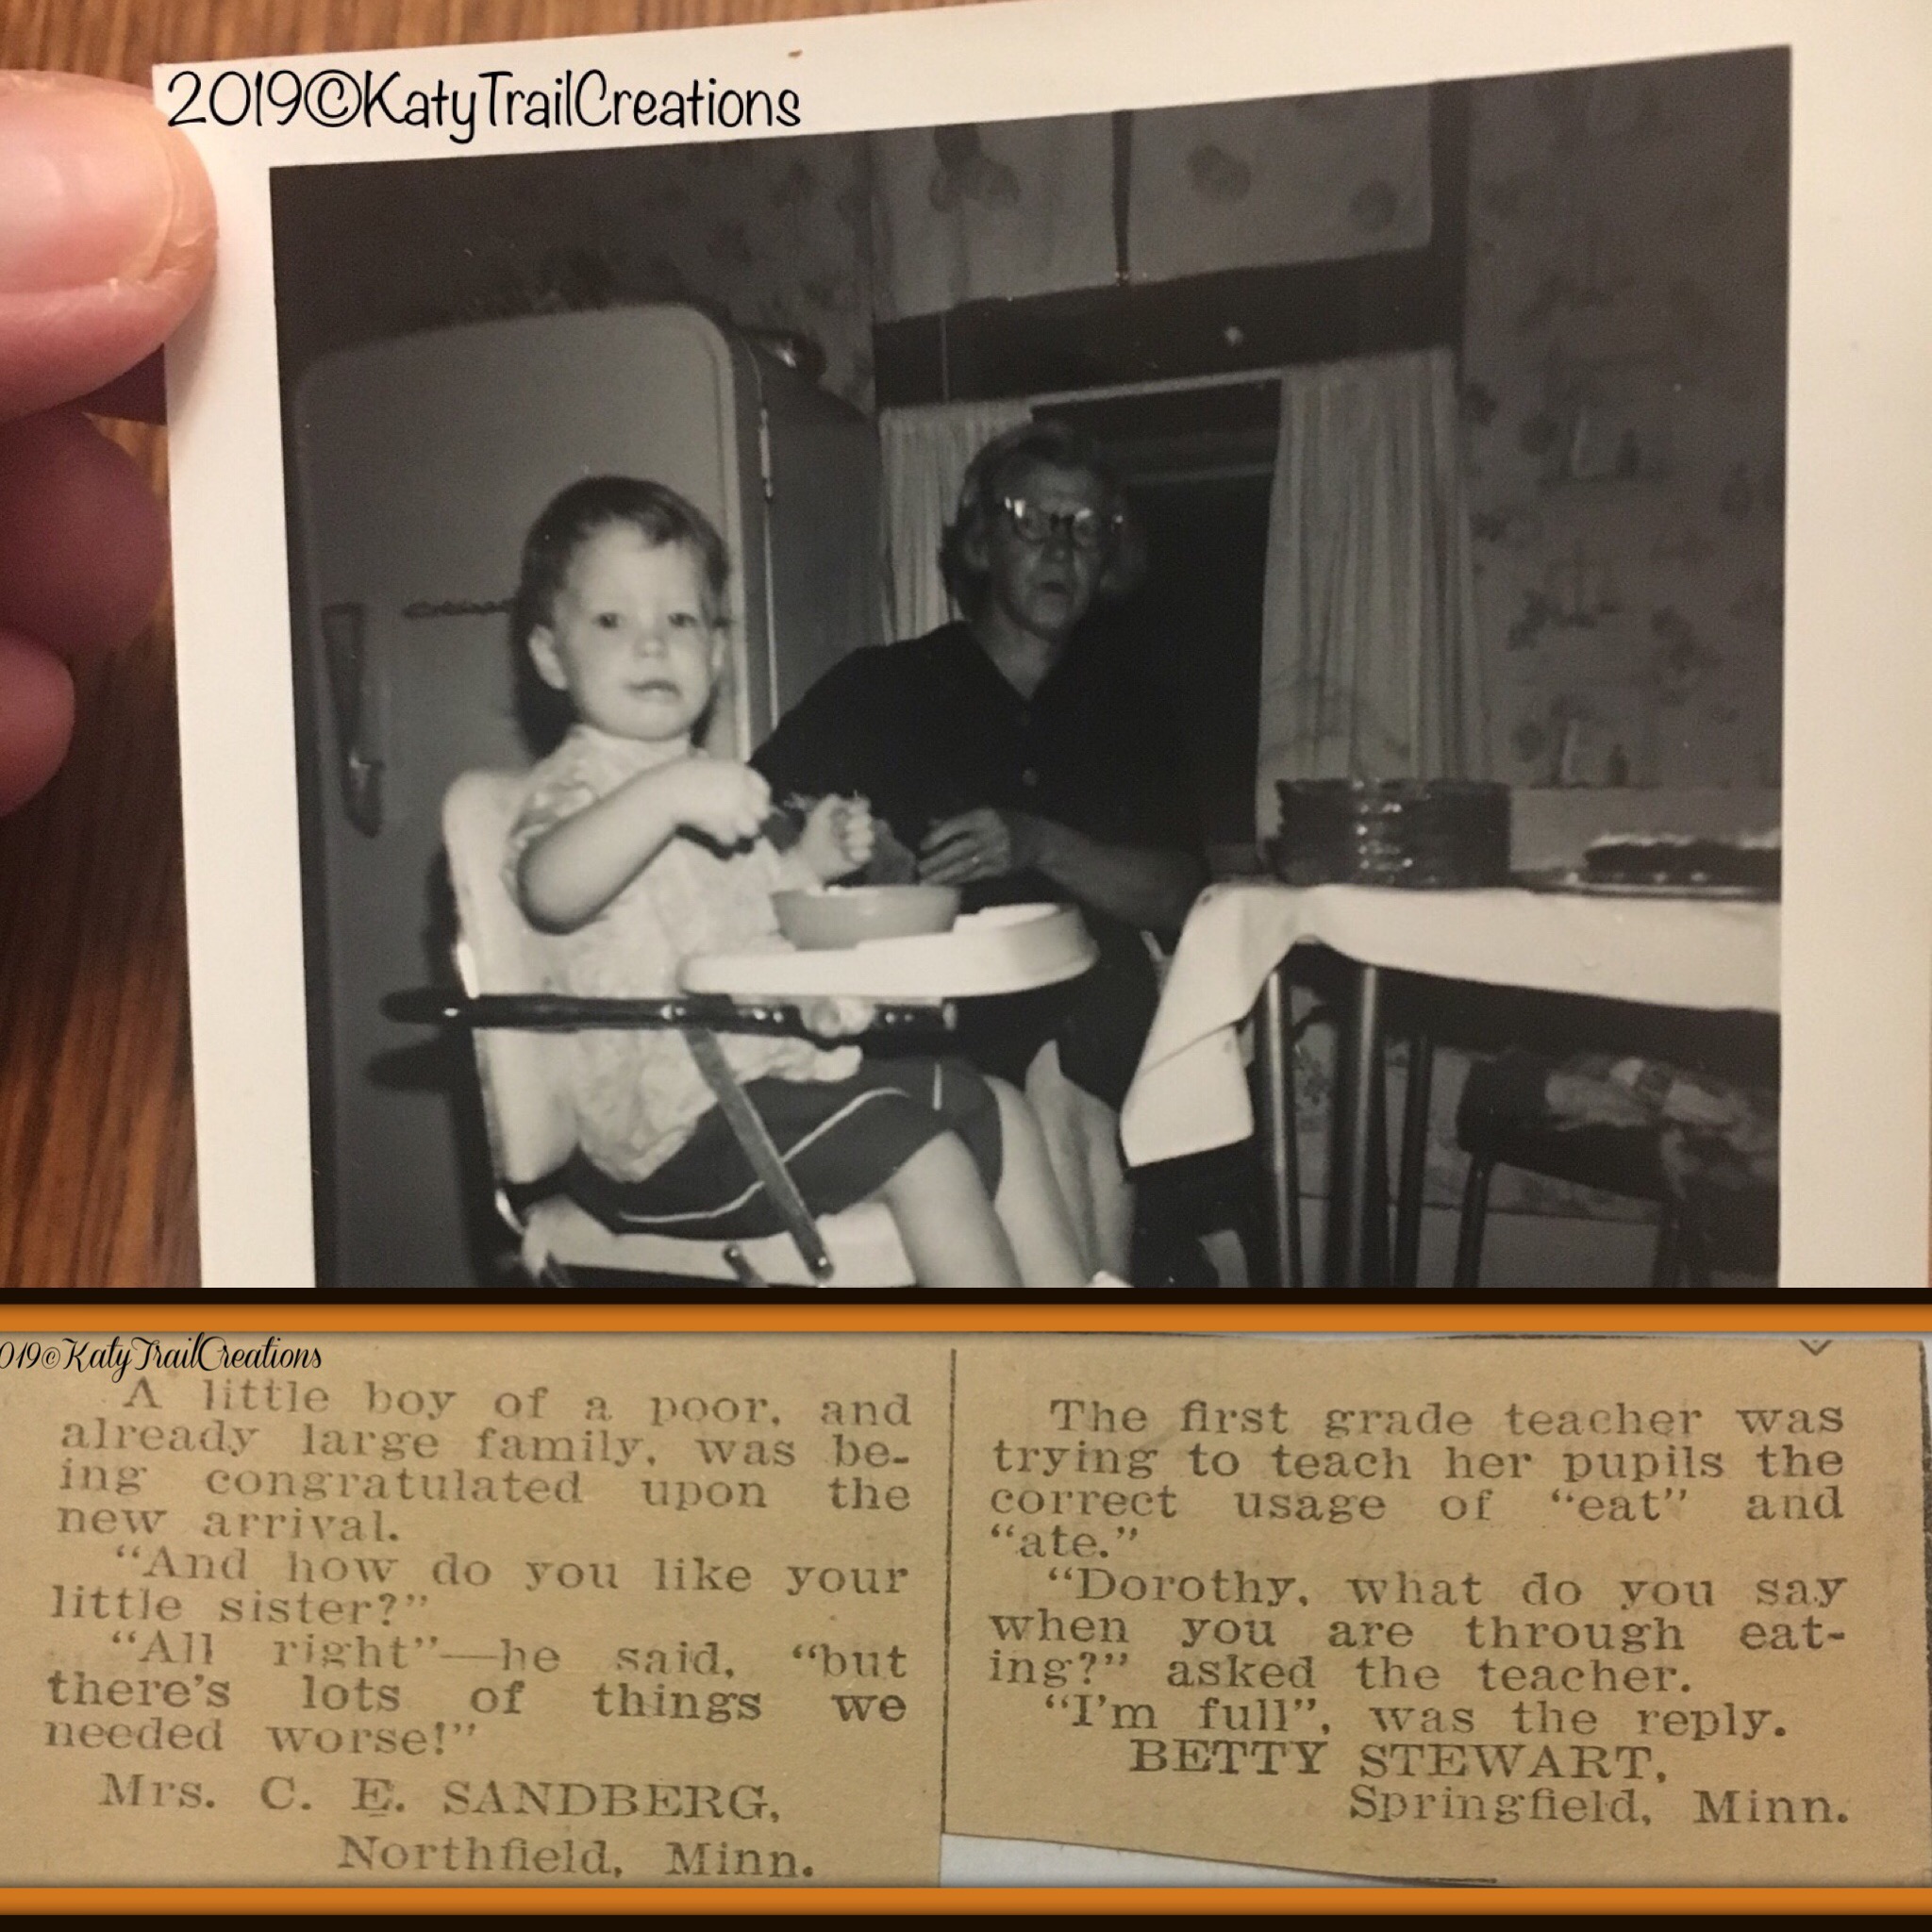 2019©KatyTrailCreations
019©KatyTrailCreations
A little boy of a poor, and
already large family, was be-
ing congratulated upon the
new arrival.
"And how do you like your
little sister?"
"All right"—he said, "but
there's lots of things we
needed worse!"
Mrs. C. E. SANDBERG,
Northfield, Minn.
The first grade teacher was
trying to teach her pupils the
correct usage of "eat" and
"ate."
"Dorothy, what do you say
when you are through eat-
ing?" asked the teacher.
"I'm full", was the reply.
BETTY STEWART,
Springfield, Minn.